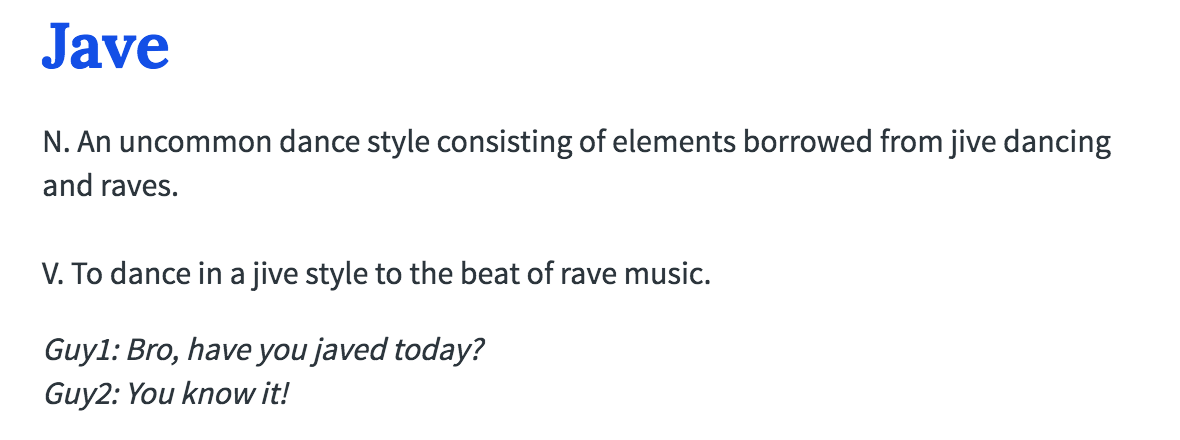 Jave
N. An uncommon dance style consisting of elements borrowed from jive dancing
and raves.
V. To dance in a jive style to the beat of rave music.
Guy1: Bro, have you javed today?
Guy2: You know it!